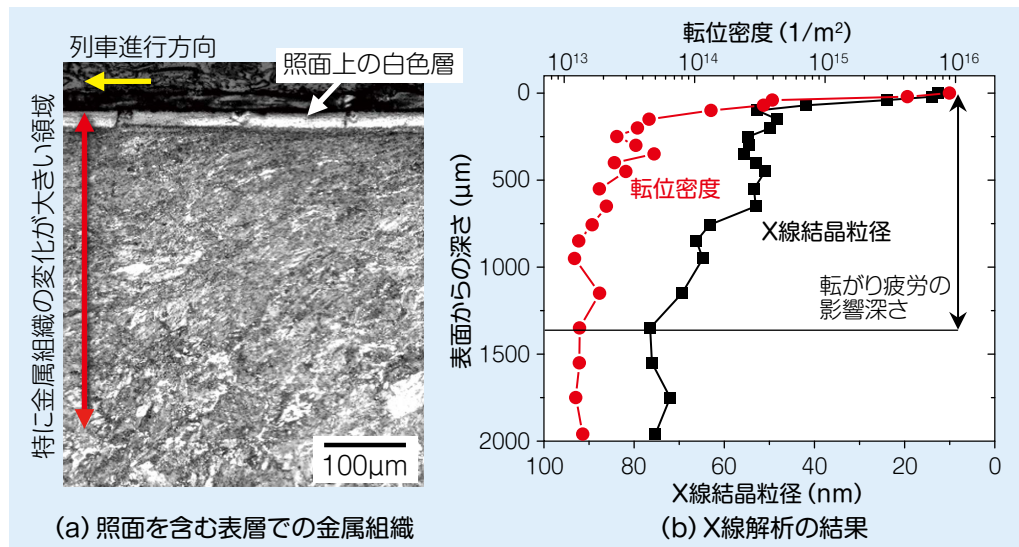 列車進行方向
照面上の白色層
特に金属組織の変化が大きい領域
100μm
(a) 照面を含む表層での金属組織
転位密度 (1/m²)
10¹³ 10¹⁴ 10¹⁵ 10¹⁶
0
500
1000
1500
2000
表面からの深さ (μm)
転位密度
X線結晶粒径
転がり疲労の
影響深さ
100 80 60 40 20 0
X線結晶粒径 (nm)
(b) X線解析の結果